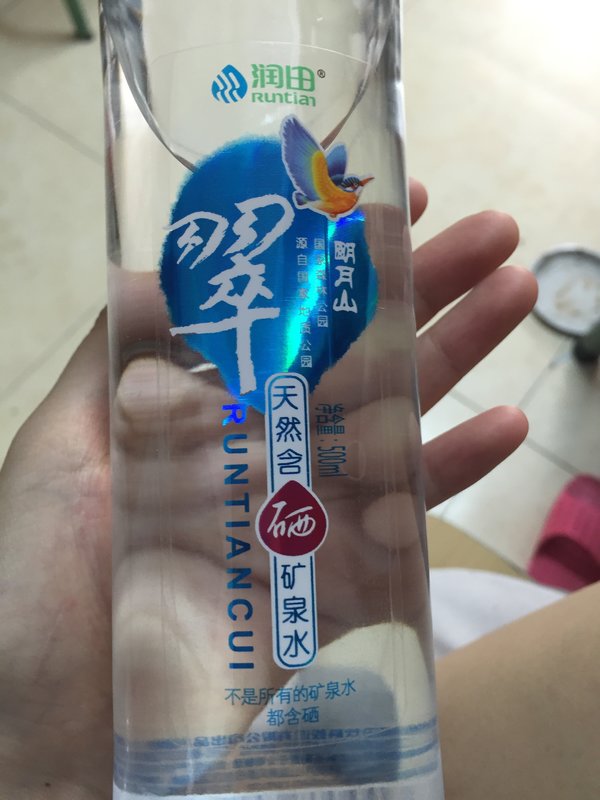 润田®
Runtian
翠
明月山
国家森林公园
源自国家地质公园
RUNTIANCUI
天然含
硒
矿泉水
净含量:500ml
不是所有的矿泉水
都含硒